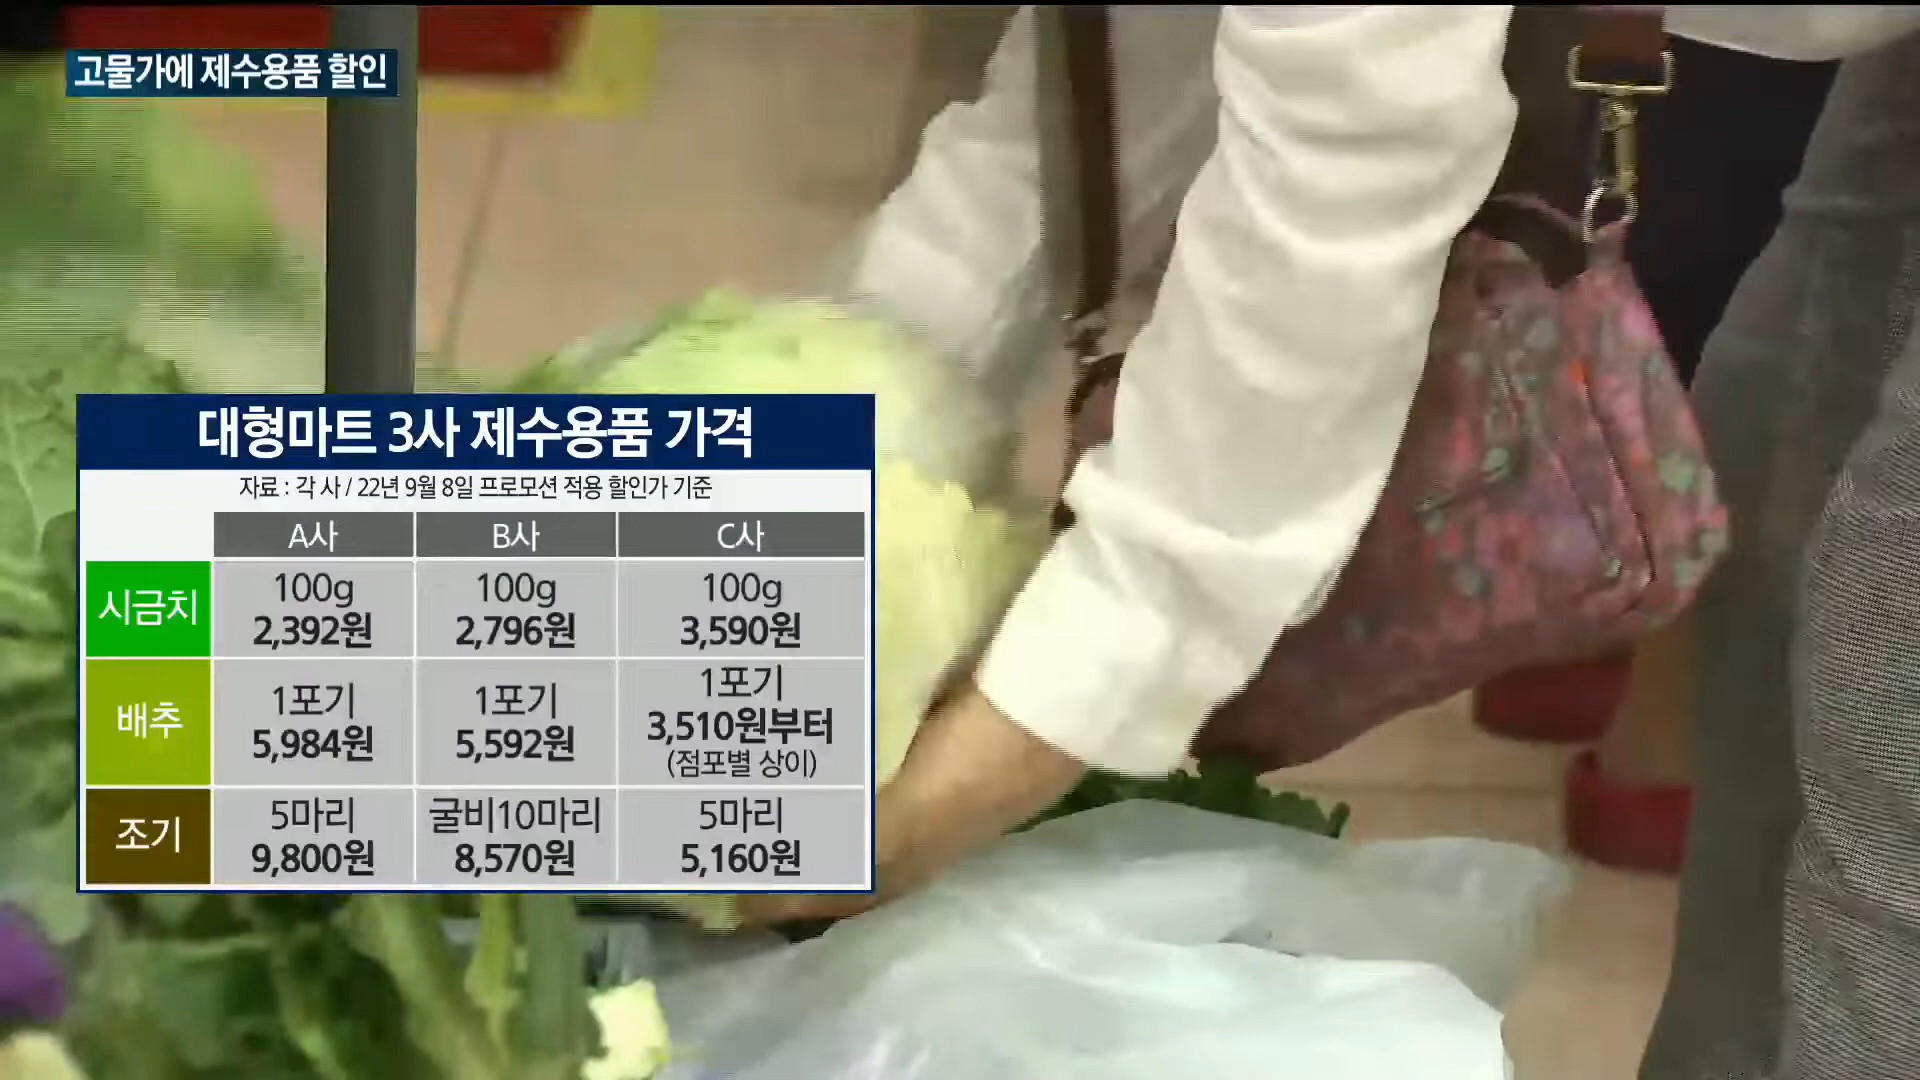 고물가에 제수용품 할인
대형마트 3사 제수용품 가격
자료 : 각 사 / 22년 9월 8일 프로모션 적용 할인가 기준
A사 B사 C사
시금치
100g 100g 100g
2,392원 2,796원 3,590원
배추
1포기 1포기 1포기
5,984원 5,592원 3,510원부터
(점포별 상이)
조기
5마리 굴비10마리 5마리
9,800원 8,570원 5,160원